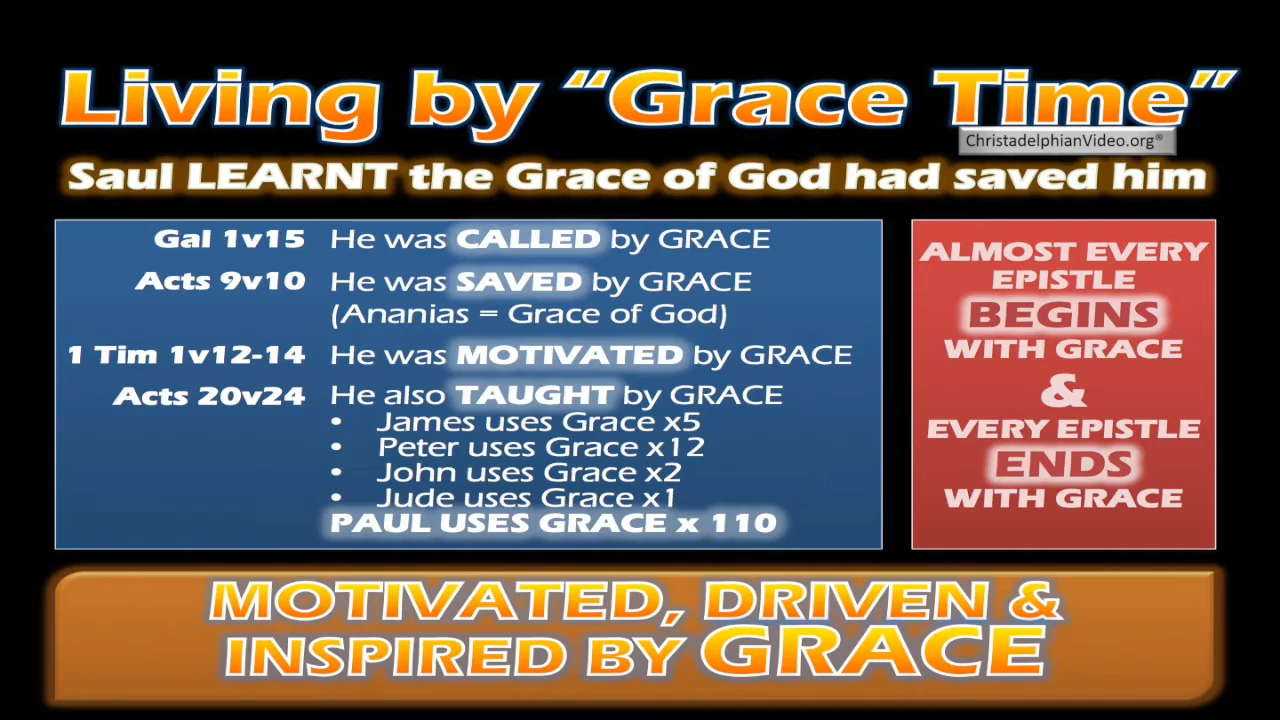 Living by “Grace Time”
ChristadelphianVideo.org®
Saul LEARNT the Grace of God had saved him
Gal 1v15 He was CALLED by GRACE
Acts 9v10 He was SAVED by GRACE
(Ananias = Grace of God)
1 Tim 1v12-14 He was MOTIVATED by GRACE
Acts 20v24 He also TAUGHT by GRACE
• James uses Grace x5
• Peter uses Grace x12
• John uses Grace x2
• Jude uses Grace x1
PAUL USES GRACE x 110
ALMOST EVERY
EPISTLE
BEGINS
WITH GRACE
&
EVERY EPISTLE
ENDS
WITH GRACE
MOTIVATED, DRIVEN &
INSPIRED BY GRACE